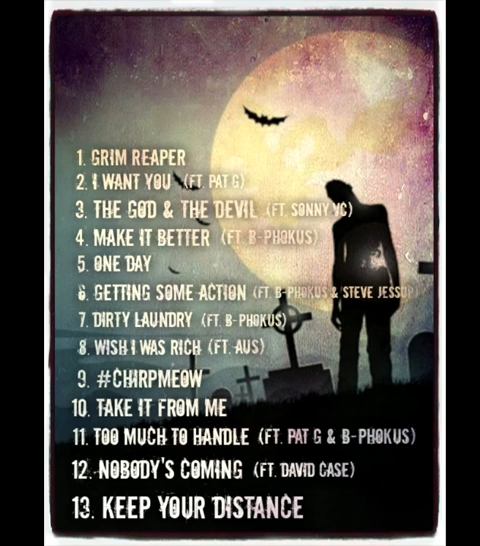 1. GRIM REAPER
2. I WANT YOU (FT. PAT G)
3. THE GOD & THE DEVIL (FT. SONNY VC)
4. MAKE IT BETTER (FT. B-PHOKUS)
5. ONE DAY
6. GETTING SOME ACTION (FT. B-PHOKUS & STEVE JESSUP)
7. DIRTY LAUNDRY (FT. B-PHOKUS)
8. WISH I WAS RICH (FT. AUS)
9. #CHIRPMEOW
10. TAKE IT FROM ME
11. TOO MUCH TO HANDLE (FT. PAT G & B-PHOKUS)
12. NOBODY'S COMING (FT. DAVID CASE)
13. KEEP YOUR DISTANCE